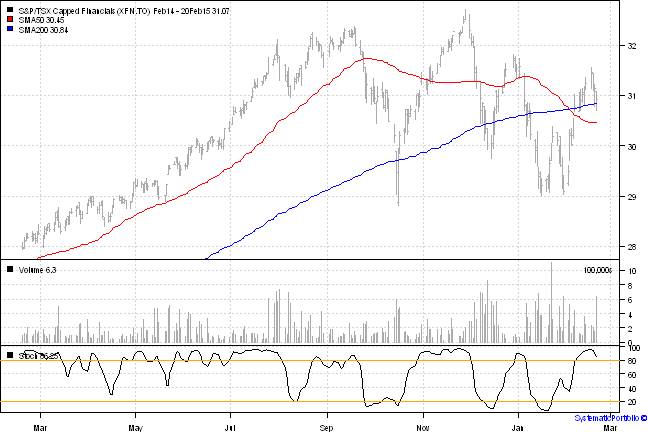 S&P/TSX Capped Financials (XFN.TO) Feb14 - 20Feb15 31.07
SMA50 30.45
SMA200 30.84
32
31
30
29
28
Volume 6.3
100,000s
10
8
6
4
2
0
100
80
60
40
20
Mar
May
Jul
Sep
Nov
Jan
Mar
SystematicPortfolio ©